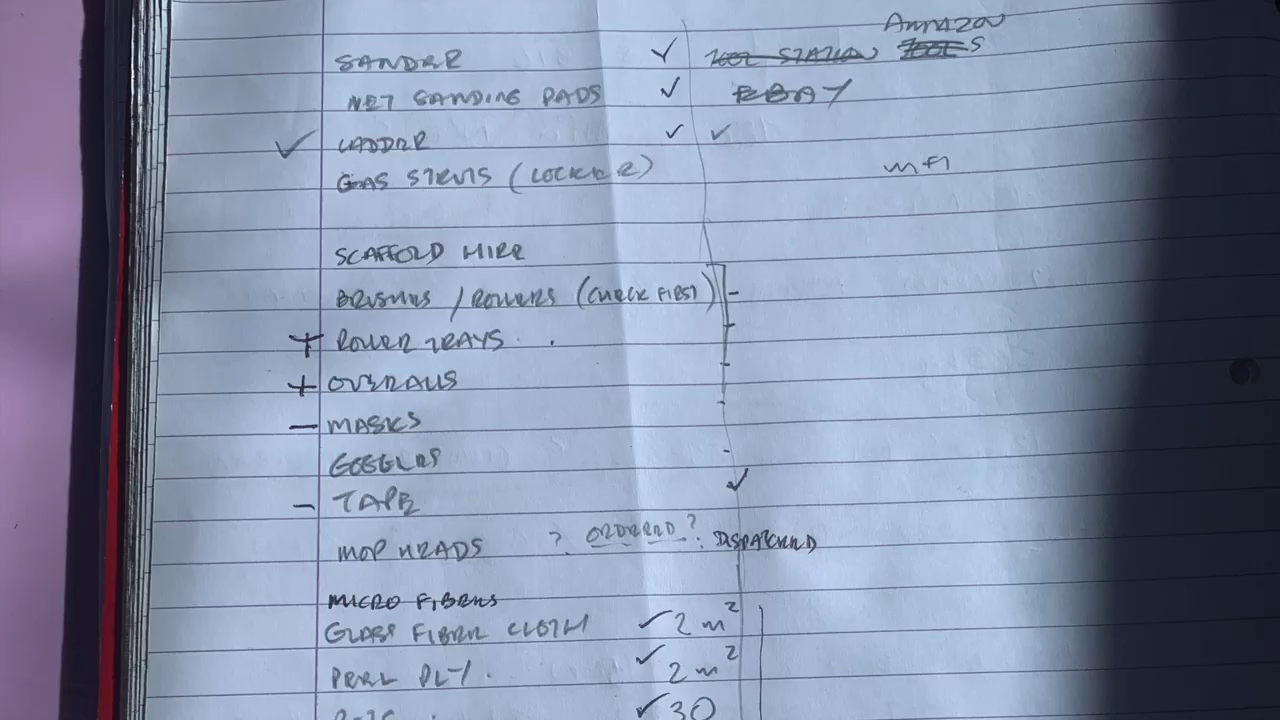 AMAZON
SANDER ✓ TOOL STATION TOOLS
NET SANDING PADS ✓ EBAY
✓ LADDER ✓ ✓
GAS STRUTS (LOCKER)
SCAFFOLD HIRE
BRUSHES / ROLLERS (CHECK FIRST) -
+ ROLLER TRAYS.
+ OVERALLS
- MASKS
GOGGLES
✓
- TAPE
MOP HEADS ? ORDERED? DISPATCHED
MICRO FIBRES
GLASS FIBRE CLOTH ✓ 2 m²
PEEL PLY. ✓ 2 m²
✓ 30